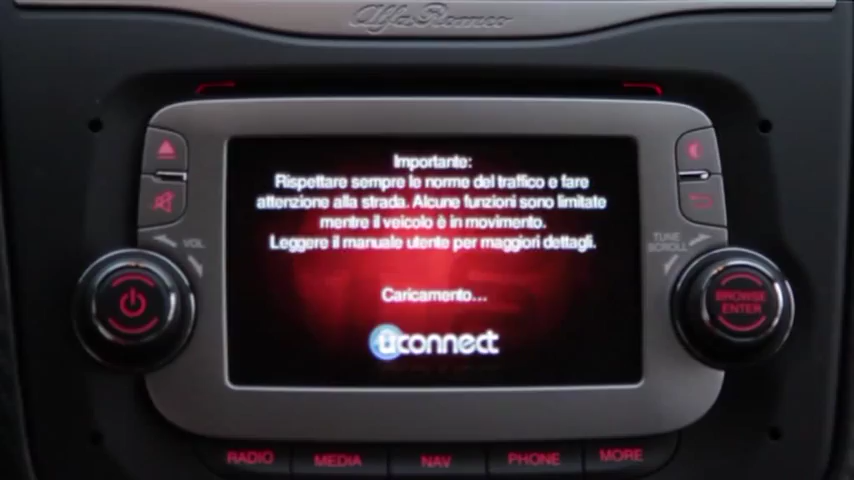 Alfa Romeo
Importante:
Rispettare sempre le norme del traffico e fare
attenzione alla strada. Alcune funzioni sono limitate
mentre il veicolo è in movimento.
Leggere il manuale utente per maggiori dettagli.
Caricamento...
uconnect
VOL
TUNE
SCROLL
BROWSE
ENTER
RADIO
MEDIA
NAV
PHONE
MORE